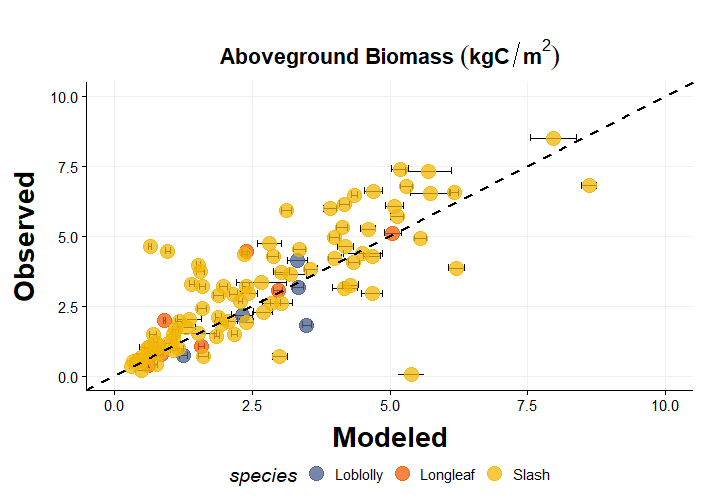 Aboveground Biomass (kgC/m²)
Observed
10.0
7.5
5.0
2.5
0.0
0.0 2.5 5.0 7.5 10.0
Modeled
species Loblolly Longleaf Slash